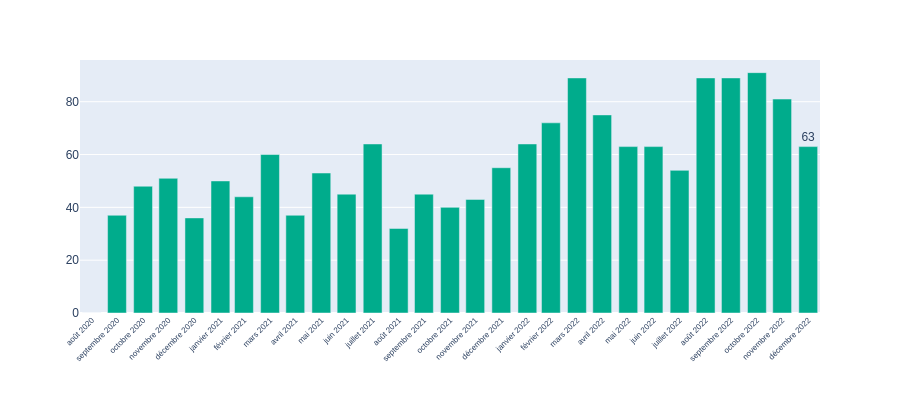 80
60
40
20
0
63
août 2020
septembre 2020
octobre 2020
novembre 2020
décembre 2020
janvier 2021
février 2021
mars 2021
avril 2021
mai 2021
juin 2021
juillet 2021
août 2021
septembre 2021
octobre 2021
novembre 2021
décembre 2021
janvier 2022
février 2022
mars 2022
avril 2022
mai 2022
juin 2022
juillet 2022
août 2022
septembre 2022
octobre 2022
novembre 2022
décembre 2022